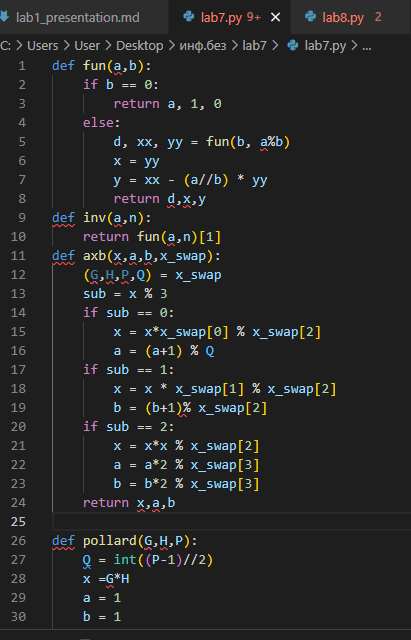 lab1_presentation.md
lab7.py 9+ ×
lab8.py 2
C: > Users > User > Desktop > инф.без > lab7 > lab7.py > ...
1 def fun(a,b):
2 if b == 0:
3 return a, 1, 0
4 else:
5 d, xx, yy = fun(b, a%b)
6 x = yy
7 y = xx - (a//b) * yy
8 return d,x,y
9 def inv(a,n):
10 return fun(a,n)[1]
11 def axb(x,a,b,x_swap):
12 (G,H,P,Q) = x_swap
13 sub = x % 3
14 if sub == 0:
15 x = x*x_swap[0] % x_swap[2]
16 a = (a+1) % Q
17 if sub == 1:
18 x = x * x_swap[1] % x_swap[2]
19 b = (b+1)% x_swap[2]
20 if sub == 2:
21 x = x*x % x_swap[2]
22 a = a*2 % x_swap[3]
23 b = b*2 % x_swap[3]
24 return x,a,b
25
26 def pollard(G,H,P):
27 Q = int((P-1)//2)
28 x =G*H
29 a = 1
30 b = 1